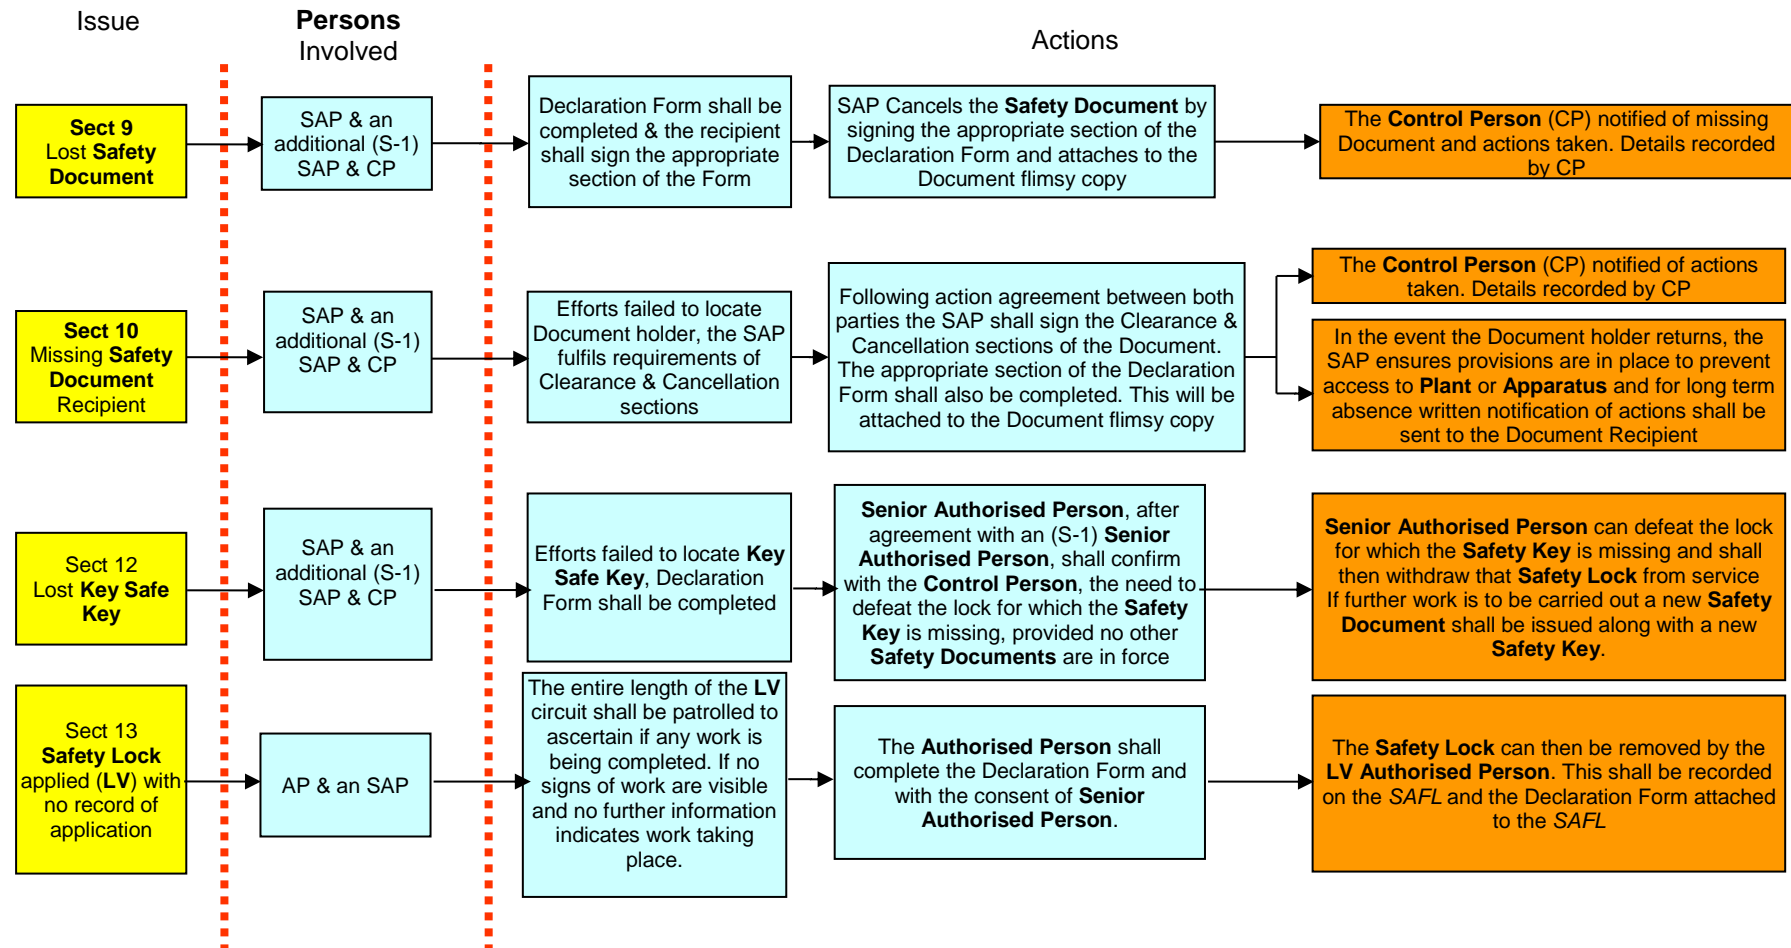 Issue
Persons
Involved
Actions
Sect 9
Lost Safety
Document
SAP & an
additional (S-1)
SAP & CP
Declaration Form shall be
completed & the recipient
shall sign the appropriate
section of the Form
SAP Cancels the Safety Document by
signing the appropriate section of the
Declaration Form and attaches to the
Document flimsy copy
The Control Person (CP) notified of missing
Document and actions taken. Details recorded
by CP
Sect 10
Missing Safety
Document
Recipient
SAP & an
additional (S-1)
SAP & CP
Efforts failed to locate
Document holder, the SAP
fulfils requirements of
Clearance & Cancellation
sections
Following action agreement between both
parties the SAP shall sign the Clearance &
Cancellation sections of the Document.
The appropriate section of the Declaration
Form shall also be completed. This will be
attached to the Document flimsy copy
The Control Person (CP) notified of actions
taken. Details recorded by CP
In the event the Document holder returns, the
SAP ensures provisions are in place to prevent
access to Plant or Apparatus and for long term
absence written notification of actions shall be
sent to the Document Recipient
Sect 12
Lost Key Safe
Key
SAP & an
additional (S-1)
SAP & CP
Efforts failed to locate Key
Safe Key, Declaration
Form shall be completed
Senior Authorised Person, after
agreement with an (S-1) Senior
Authorised Person, shall confirm
with the Control Person, the need to
defeat the lock for which the Safety
Key is missing, provided no other
Safety Documents are in force
Senior Authorised Person can defeat the lock
for which the Safety Key is missing and shall
then withdraw that Safety Lock from service
If further work is to be carried out a new Safety
Document shall be issued along with a new
Safety Key.
Sect 13
Safety Lock
applied (LV) with
no record of
application
AP & an SAP
The entire length of the LV
circuit shall be patrolled to
ascertain if any work is
being completed. If no
signs of work are visible
and no further information
indicates work taking
place.
The Authorised Person shall
complete the Declaration Form and
with the consent of Senior
Authorised Person.
The Safety Lock can then be removed by the
LV Authorised Person. This shall be recorded
on the SAFL and the Declaration Form attached
to the SAFL